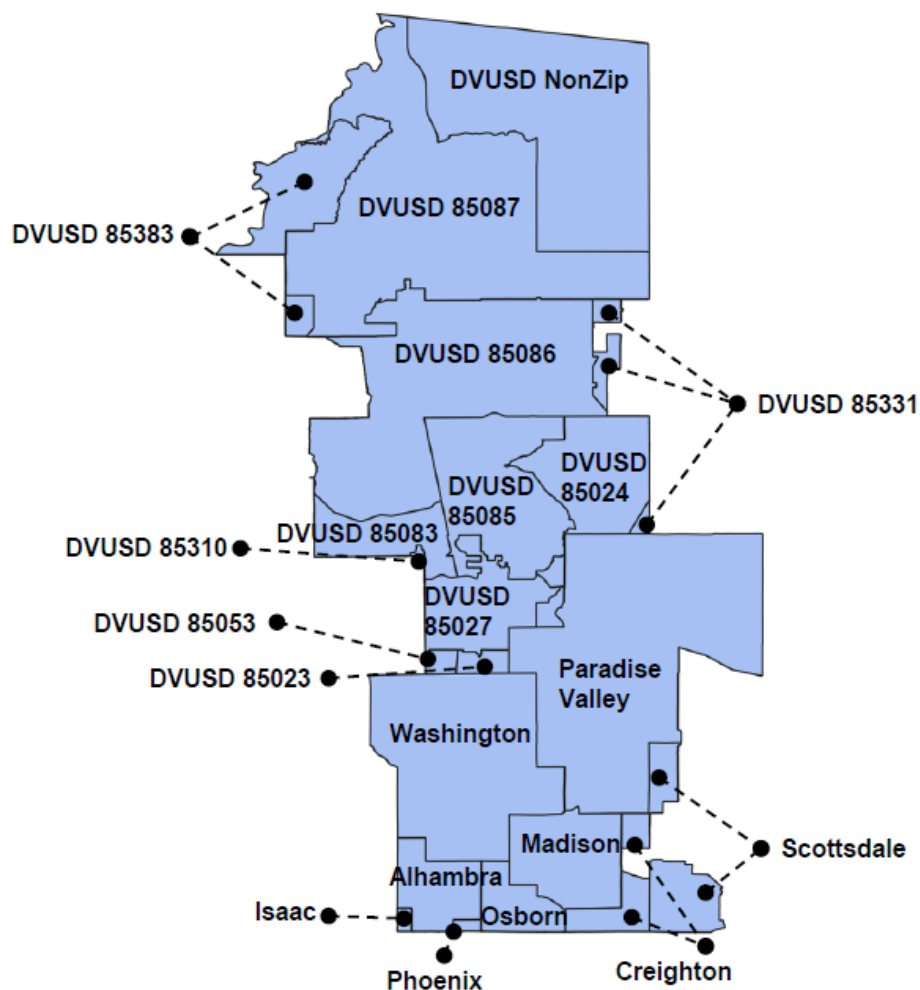 DVUSD NonZip
DVUSD 85087
DVUSD 85383
DVUSD 85086
DVUSD 85331
DVUSD
85024
DVUSD
85085
DVUSD 85083
DVUSD 85310
DVUSD
85027
DVUSD 85053
DVUSD 85023
Paradise
Valley
Washington
Madison
Scottsdale
Alhambra
Isaac
Osborn
Creighton
Phoenix